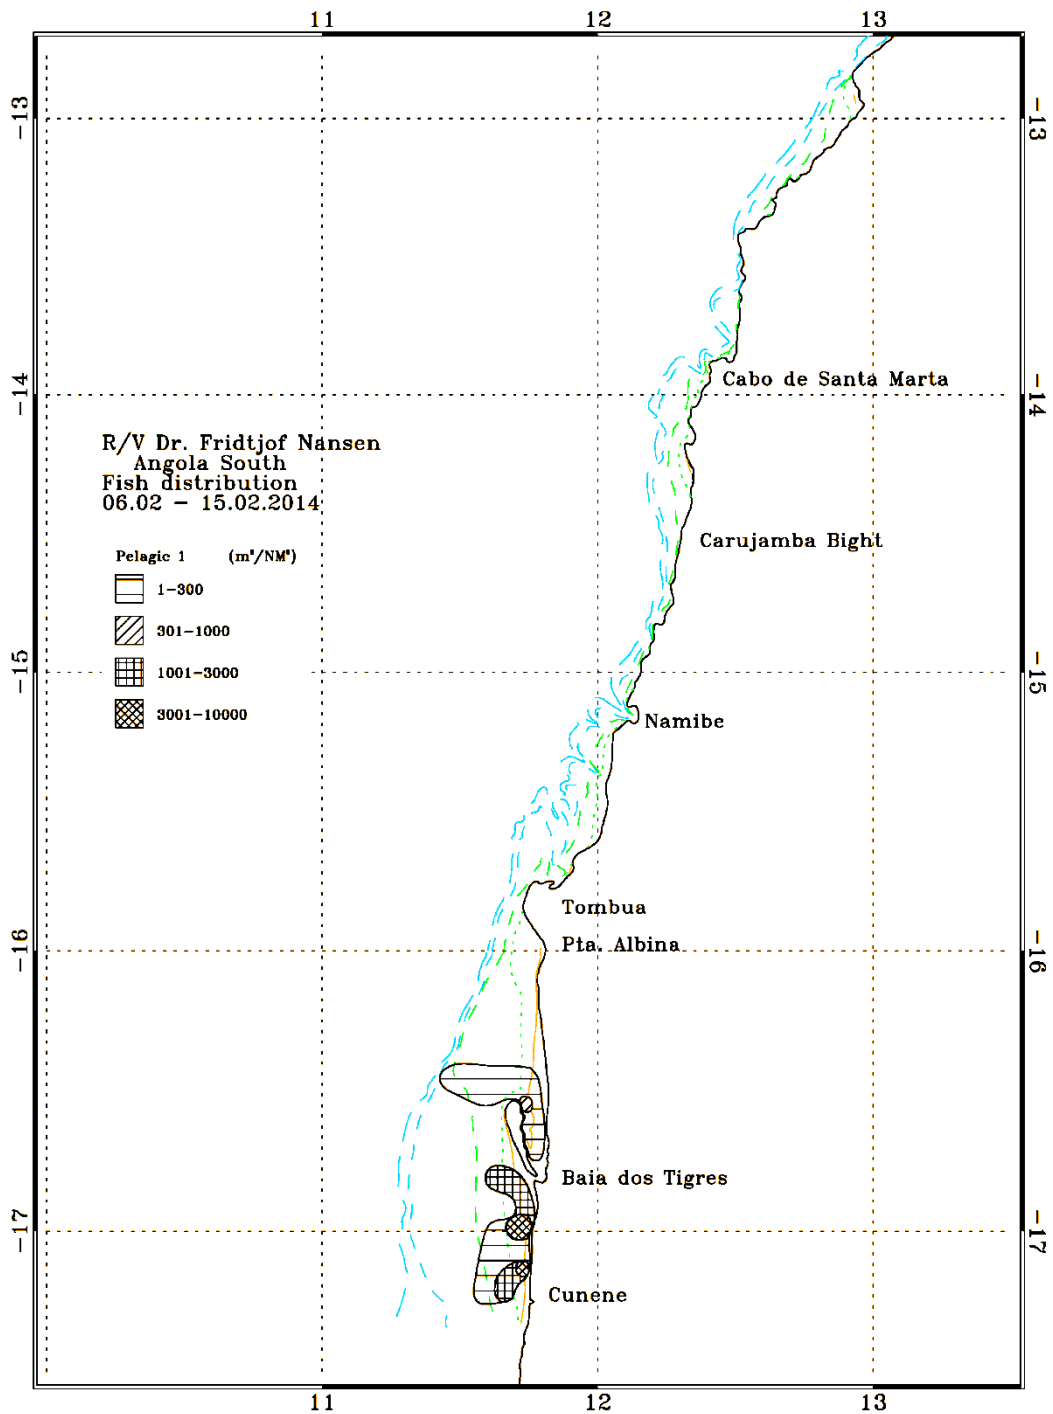 11 12 13
-13 -13
Cabo de Santa Marta
-14 -14
R/V Dr. Fridtjof Nansen
Angola South
Fish distribution
06.02 - 15.02.2014
Carujamba Bight
Pelagic 1 (m²/NM²)
1-300
301-1000
1001-3000
3001-10000
-15 -15
Namibe
Tombua
Pta. Albina
-16 -16
Baia dos Tigres
-17 -17
Cunene
11 12 13